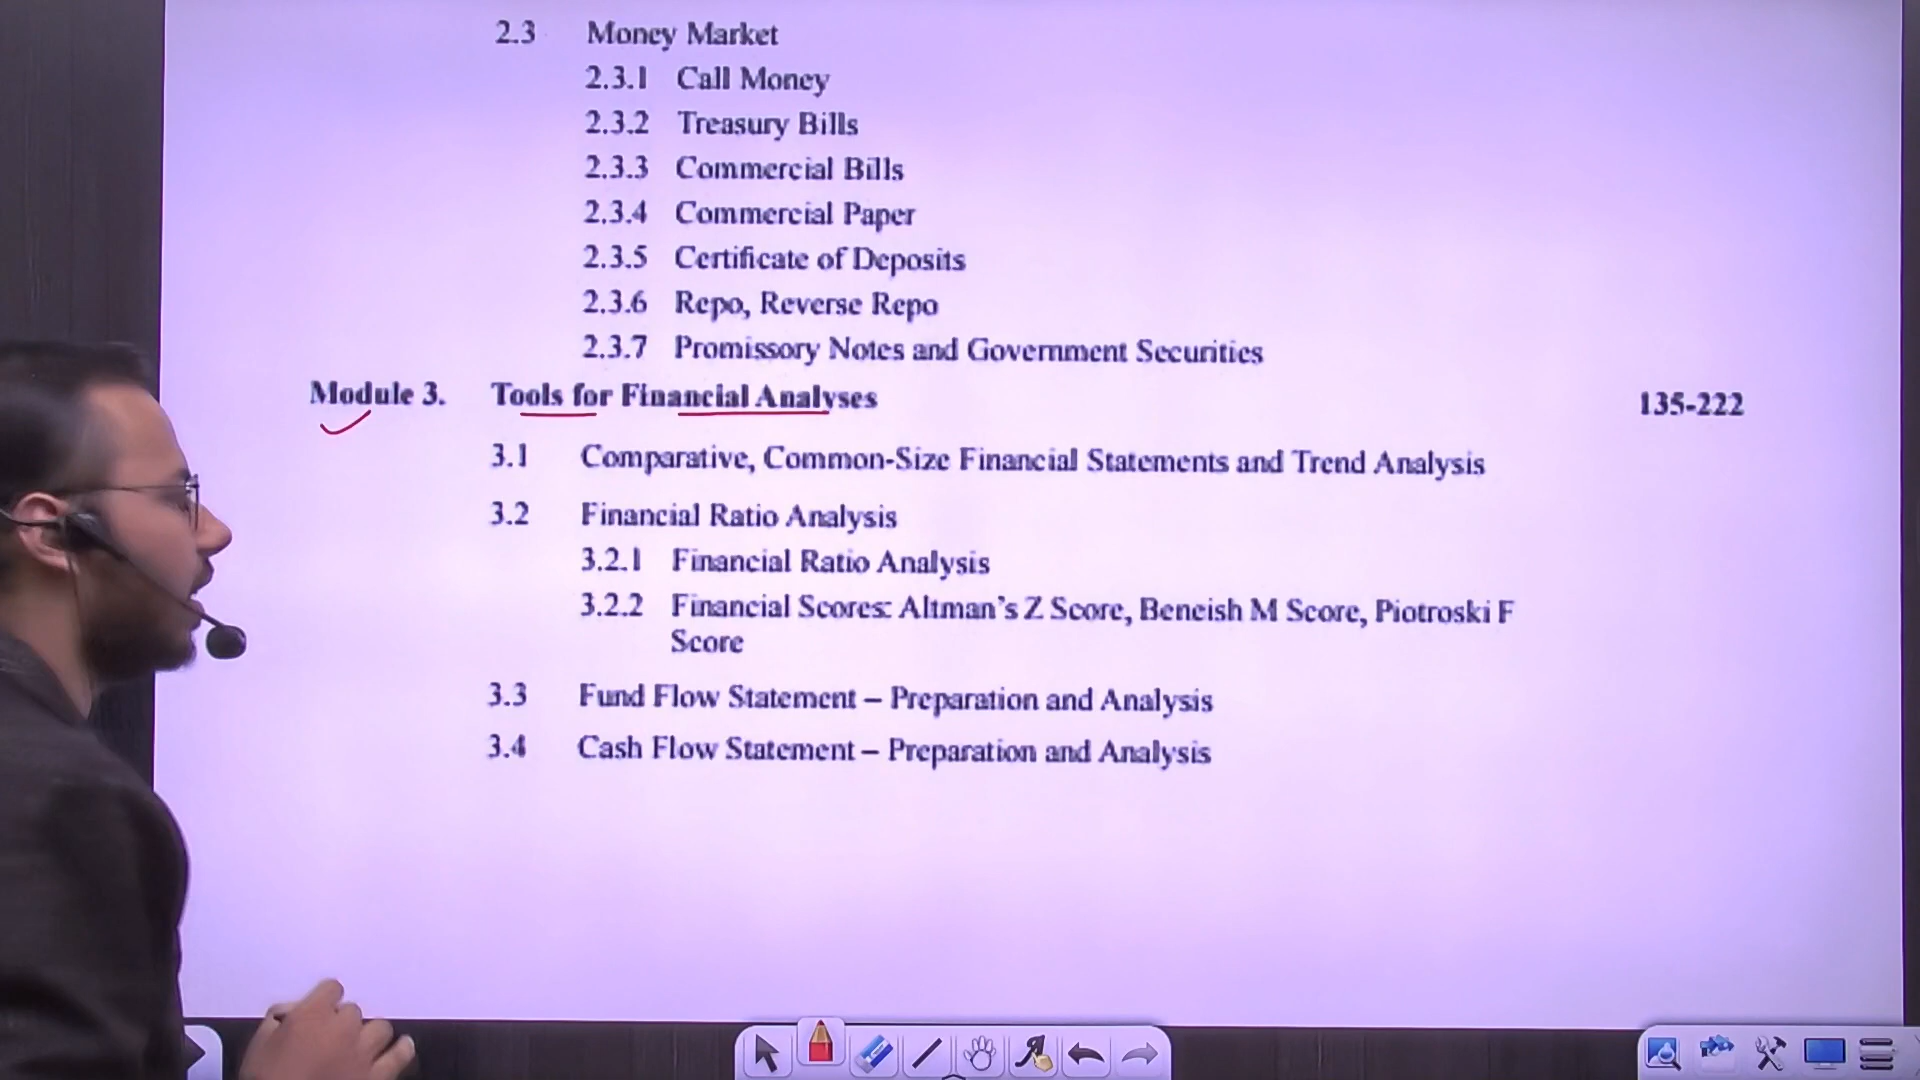 2.3 Money Market
2.3.1 Call Money
2.3.2 Treasury Bills
2.3.3 Commercial Bills
2.3.4 Commercial Paper
2.3.5 Certificate of Deposits
2.3.6 Repo, Reverse Repo
2.3.7 Promissory Notes and Government Securities
Module 3. Tools for Financial Analyses 135-222
3.1 Comparative, Common-Size Financial Statements and Trend Analysis
3.2 Financial Ratio Analysis
3.2.1 Financial Ratio Analysis
3.2.2 Financial Scores: Altman's Z Score, Beneish M Score, Piotroski F
Score
3.3 Fund Flow Statement – Preparation and Analysis
3.4 Cash Flow Statement – Preparation and Analysis